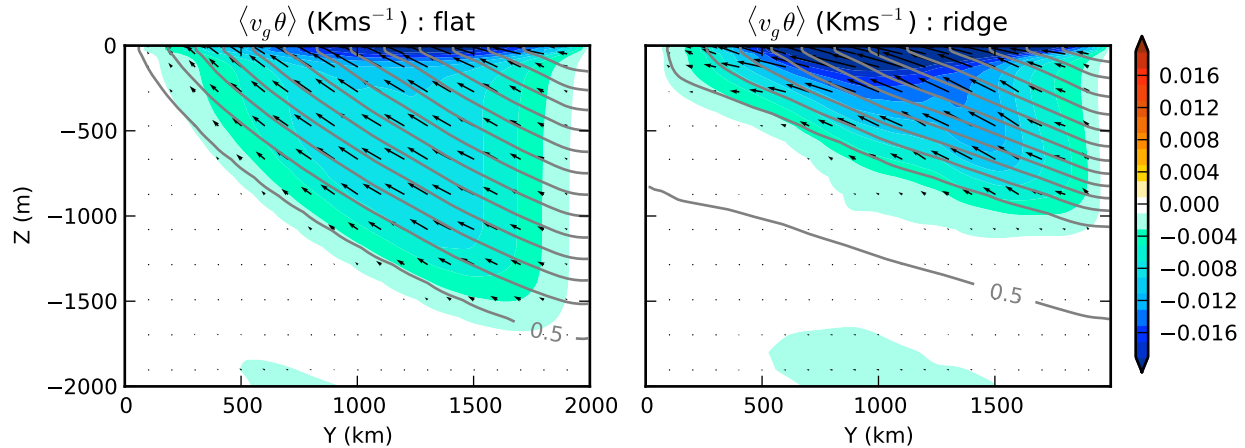 ⟨v_gθ⟩ (Kms⁻¹) : flat
⟨v_gθ⟩ (Kms⁻¹) : ridge
Z (m)
0
−500
−1000
−1500
−2000
0.5
0.5
0 500 1000 1500 2000
0 500 1000 1500
Y (km)
Y (km)
0.016
0.012
0.008
0.004
0.000
−0.004
−0.008
−0.012
−0.016